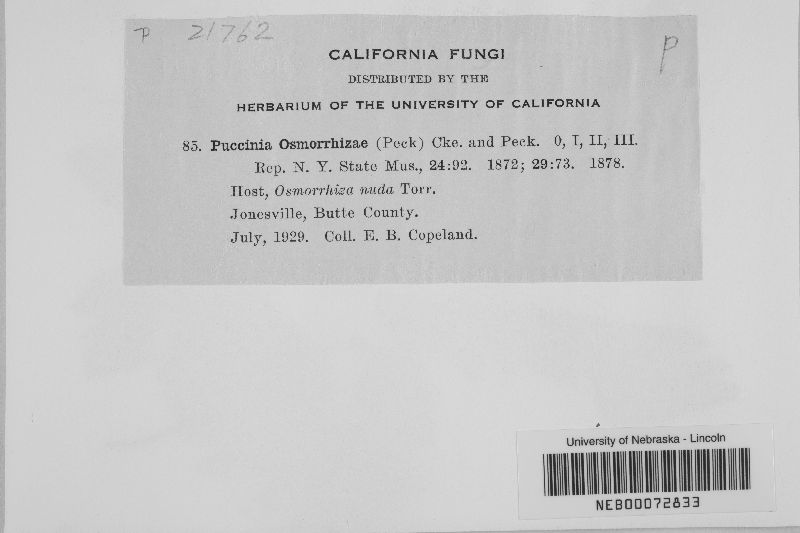 P 21762
P
CALIFORNIA FUNGI
DISTRIBUTED BY THE
HERBARIUM OF THE UNIVERSITY OF CALIFORNIA
85. Puccinia Osmorrhizae (Peck) Cke. and Peck. 0, I, II, III.
Rep. N. Y. State Mus., 24:92. 1872; 29:73. 1878.
Host, Osmorrhiza nuda Torr.
Jonesville, Butte County.
July, 1929. Coll. E. B. Copeland.
University of Nebraska - Lincoln
NEB00072833